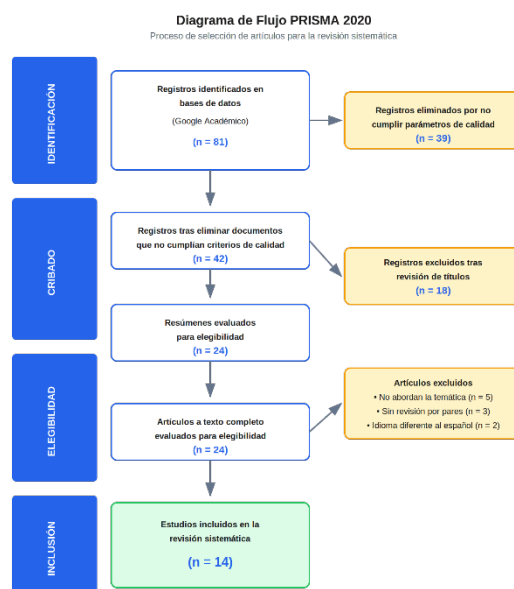 Diagrama de Flujo PRISMA 2020
Proceso de selección de artículos para la revisión sistemática
IDENTIFICACIÓN
Registros identificados en
bases de datos
(Google Académico)
(n = 81)
Registros eliminados por no
cumplir parámetros de calidad
(n = 39)
CRIBADO
Registros tras eliminar documentos
que no cumplían criterios de calidad
(n = 42)
Registros excluidos tras
revisión de títulos
(n = 18)
Resúmenes evaluados
para elegibilidad
(n = 24)
ELEGIBILIDAD
Artículos a texto completo
evaluados para elegibilidad
(n = 24)
Artículos excluidos
• No abordan la temática (n = 5)
• Sin revisión por pares (n = 3)
• Idioma diferente al español (n = 2)
INCLUSIÓN
Estudios incluidos en la
revisión sistemática
(n = 14)